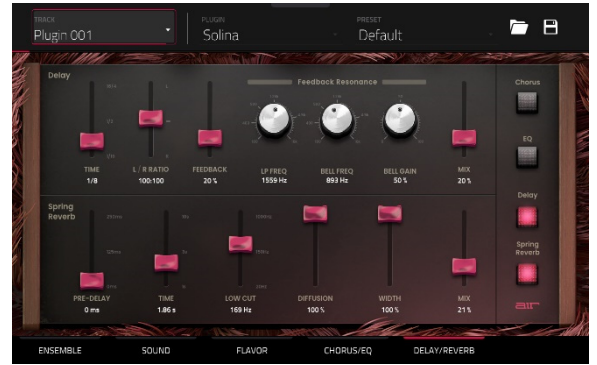 TRACK
Plugin 001
PLUGIN
Solina
PRESET
Default
Delay
Feedback Resonance
Chorus
EQ
TIME
L / R RATIO
FEEDBACK
LP FREQ
BELL FREQ
BELL GAIN
MIX
1/8
100:100
20 %
1559 Hz
893 Hz
50 %
20 %
Delay
Spring
Reverb
Spring
Reverb
PRE-DELAY
TIME
LOW CUT
DIFFUSION
WIDTH
MIX
0 ms
1.86 s
169 Hz
100 %
100 %
21 %
air
ENSEMBLE
SOUND
FLAVOR
CHORUS/EQ
DELAY/REVERB